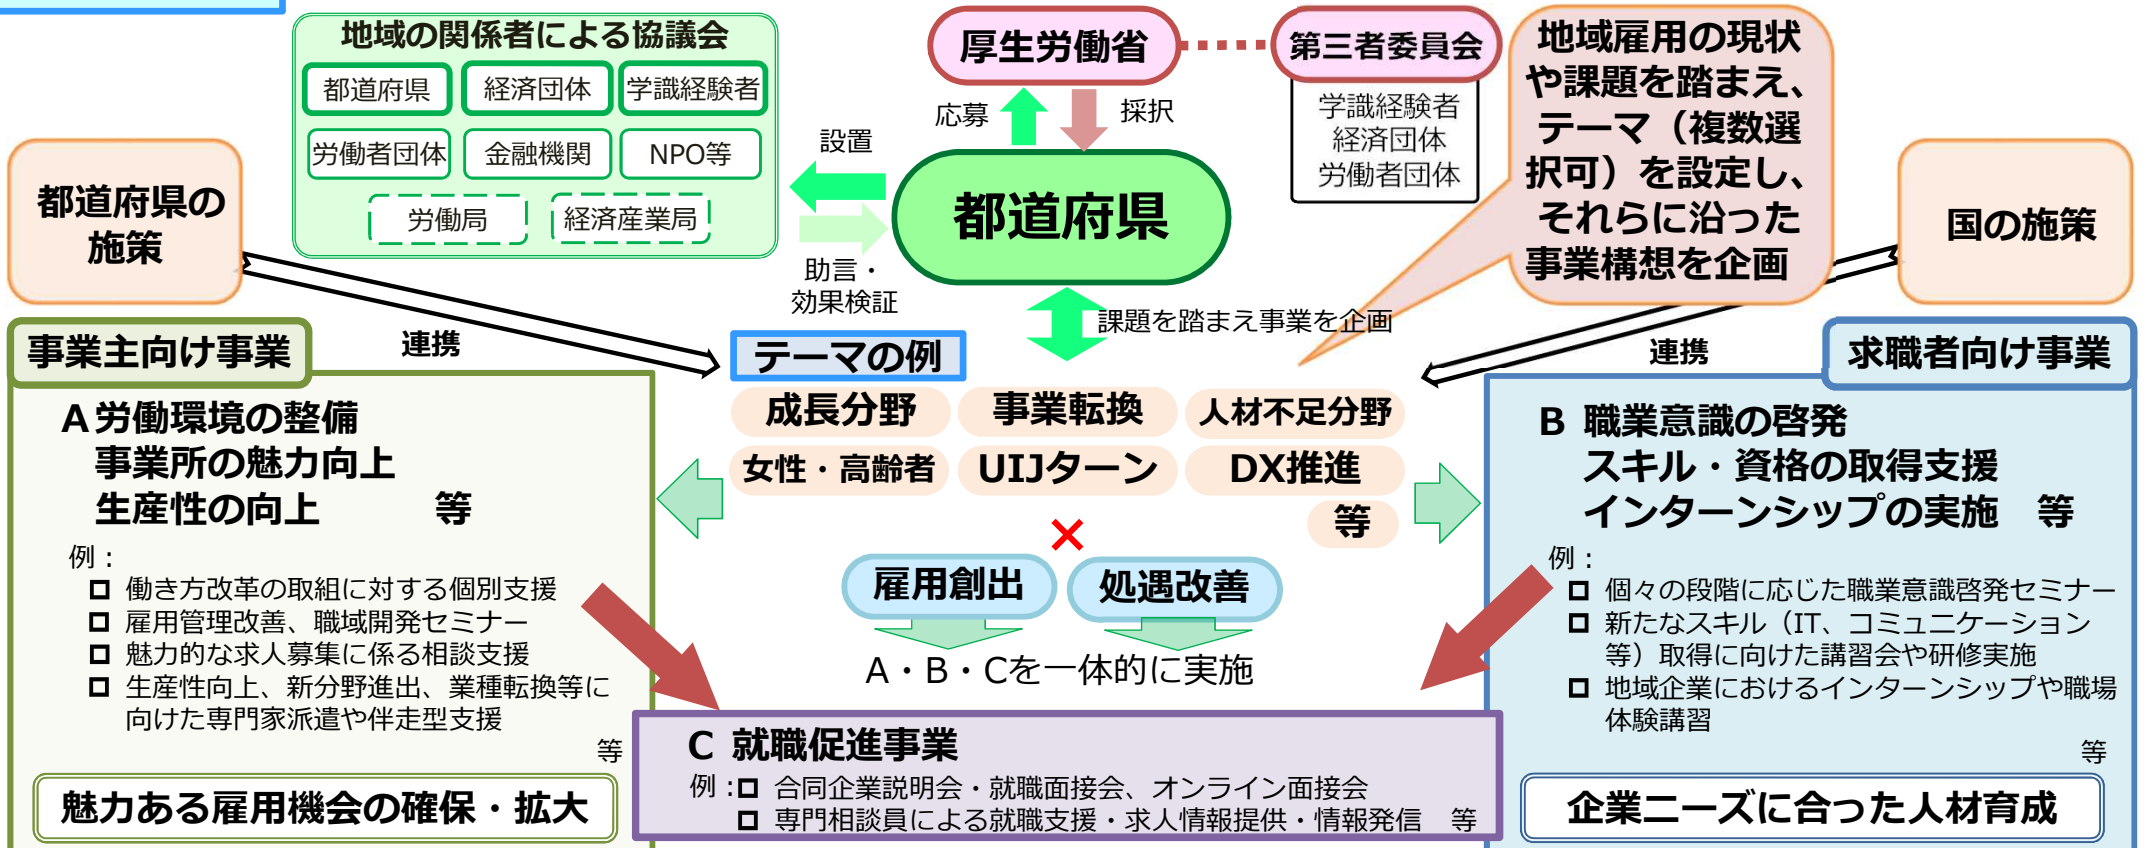 地域の関係者による協議会
都道府県
経済団体
学識経験者
労働者団体
金融機関
NPO等
労働局
経済産業局
厚生労働省
第三者委員会
学識経験者
経済団体
労働者団体
応募
採択
設置
都道府県
助言・
効果検証
課題を踏まえ事業を企画
地域雇用の現状
や課題を踏まえ、
テーマ（複数選
択可）を設定し、
それらに沿った
事業構想を企画
都道府県の
施策
国の施策
連携
連携
事業主向け事業
A 労働環境の整備
事業所の魅力向上
生産性の向上　等
例：
□ 働き方改革の取組に対する個別支援
□ 雇用管理改善、職域開発セミナー
□ 魅力的な求人募集に係る相談支援
□ 生産性向上、新分野進出、業種転換等に
向けた専門家派遣や伴走型支援
等
魅力ある雇用機会の確保・拡大
テーマの例
成長分野
事業転換
人材不足分野
女性・高齢者
UIJターン
DX推進
等
×
雇用創出
処遇改善
A・B・Cを一体的に実施
C 就職促進事業
例：□ 合同企業説明会・就職面接会、オンライン面接会
□ 専門相談員による就職支援・求人情報提供・情報発信　等
求職者向け事業
B 職業意識の啓発
スキル・資格の取得支援
インターンシップの実施　等
例：
□ 個々の段階に応じた職業意識啓発セミナー
□ 新たなスキル（IT、コミュニケーション
等）取得に向けた講習会や研修実施
□ 地域企業におけるインターンシップや職場
体験講習
等
企業ニーズに合った人材育成